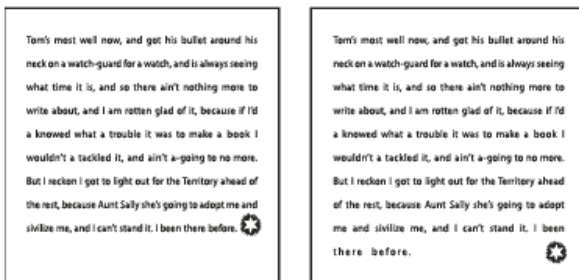 Tom's most well now, and got his bullet around his
neck on a watch-guard for a watch, and is always seeing
what time it is, and so there ain't nothing more to
write about, and I am rotten glad of it, because if I'd
a knowed what a trouble it was to make a book I
wouldn't a tackled it, and ain't a-going to no more.
But I reckon I got to light out for the Territory ahead of
the rest, because Aunt Sally she's going to adopt me and
sivilize me, and I can't stand it. I been there before.
Tom's most well now, and got his bullet around his
neck on a watch-guard for a watch, and is always seeing
what time it is, and so there ain't nothing more to
write about, and I am rotten glad of it, because if I'd
a knowed what a trouble it was to make a book I
wouldn't a tackled it, and ain't a-going to no more.
But I reckon I got to light out for the Territory ahead
of the rest, because Aunt Sally she's going to adopt
me and sivilize me, and I can't stand it. I been
there before.